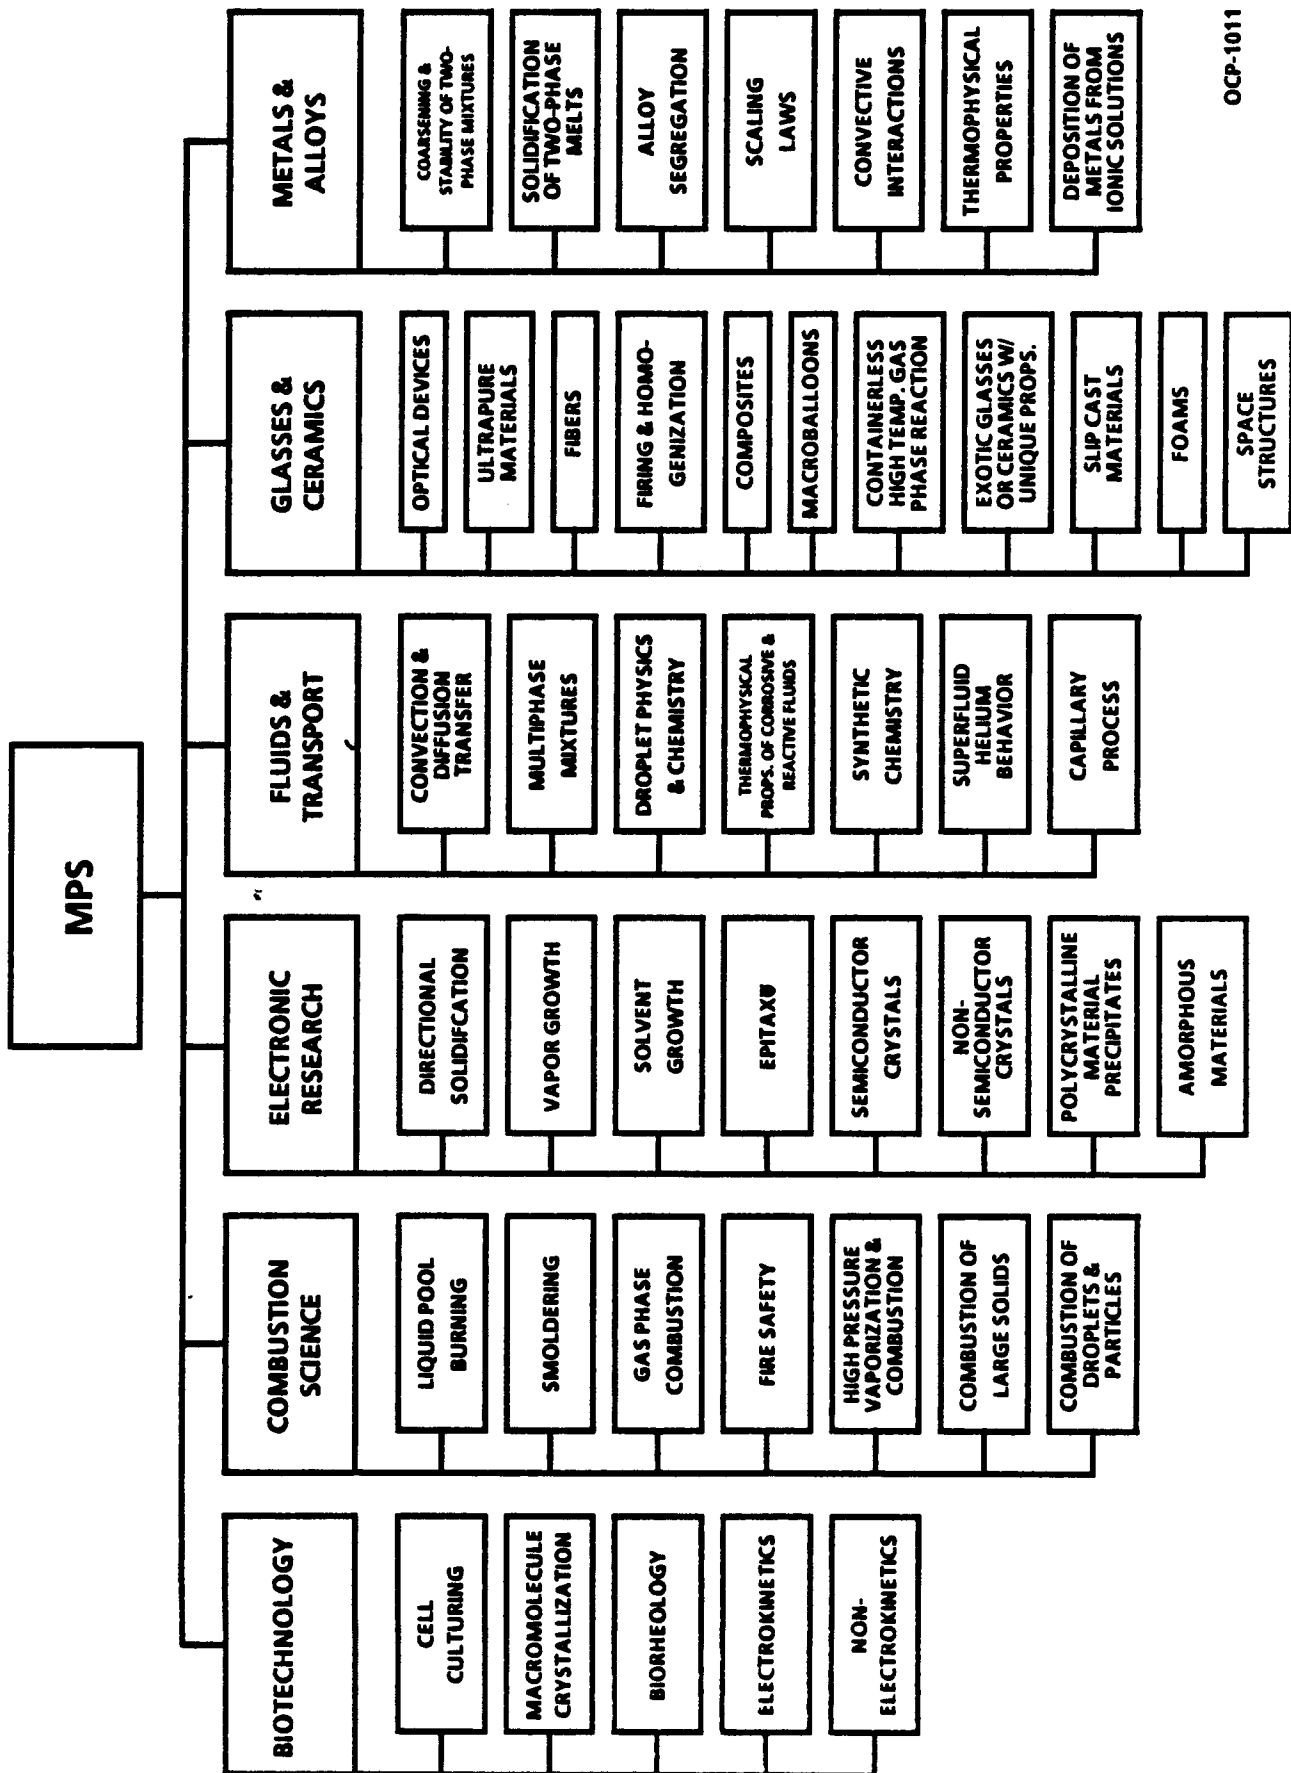 MPS
BIOTECHNOLOGY
CELL
CULTURING
MACROMOLECULE
CRYSTALLIZATION
BIORHEOLOGY
ELECTROKINETICS
NON-
ELECTROKINETICS
COMBUSTION
SCIENCE
LIQUID POOL
BURNING
SMOLDERING
GAS PHASE
COMBUSTION
FIRE SAFETY
HIGH PRESSURE
VAPORIZATION &
COMBUSTION
COMBUSTION OF
LARGE SOLIDS
COMBUSTION OF
DROPLETS &
PARTICLES
ELECTRONIC
RESEARCH
DIRECTIONAL
SOLIDIFCATION
VAPOR GROWTH
SOLVENT
GROWTH
SEMICONDUCTOR
CRYSTALS
NON-
SEMICONDUCTOR
CRYSTALS
POLYCRYSTALLINE
MATERIAL
PRECIPITATES
AMORPHOUS
MATERIALS
FLUIDS &
TRANSPORT
CONVECTION &
DIFFUSION
TRANSFER
MULTIPHASE
MIXTURES
DROPLET PHYSICS
& CHEMISTRY
THERMOPHYSICAL
PROPS. OF CORROSIVE &
REACTIVE FLUIDS
SYNTHETIC
CHEMISTRY
SUPERFLUID
HELIUM
BEHAVIOR
CAPILLARY
PROCESS
GLASSES &
CERAMICS
OPTICAL DEVICES
ULTRAPURE
MATERIALS
FIBERS
FIRING & HOMO-
GENIZATION
COMPOSITES
MACROBALLOONS
CONTAINERLESS
HIGH TEMP. GAS
PHASE REACTION
EXOTIC GLASSES
OR CERAMICS W/
UNIQUE PROPS.
SLIP CAST
MATERIALS
FOAMS
SPACE
STRUCTURES
METALS &
ALLOYS
COARSENING &
STABILITY OF TWO-
PHASE MIXTURES
SOLIDIFICATION
OF TWO-PHASE
MELTS
ALLOY
SEGREGATION
SCALING
LAWS
CONVECTIVE
INTERACTIONS
THERMOPHYSICAL
PROPERTIES
DEPOSITION OF
METALS FROM
IONIC SOLUTIONS
OCP-1011